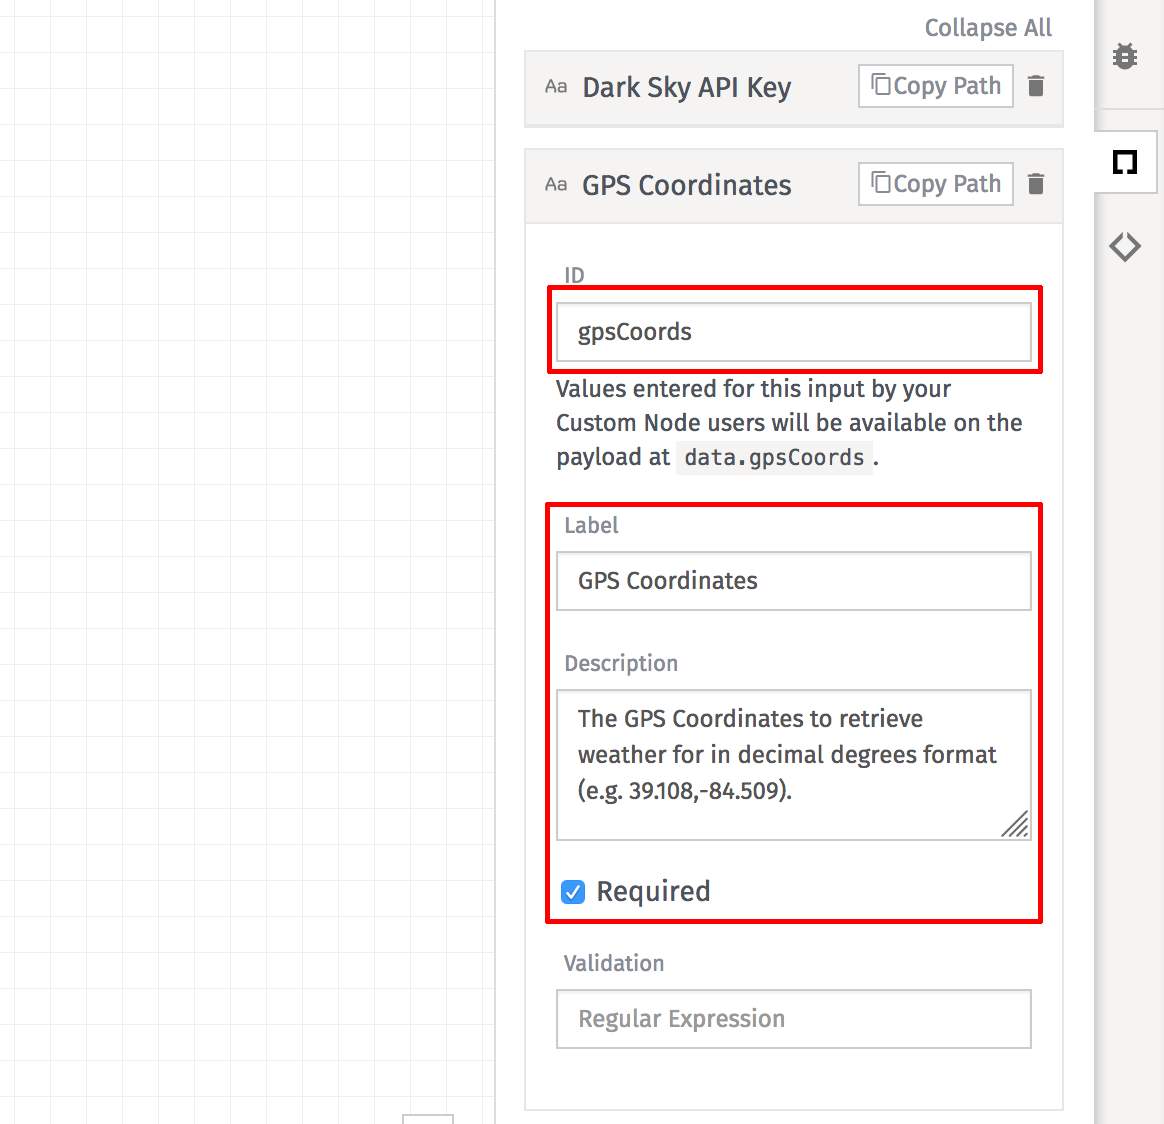 Collapse All
Aa Dark Sky API Key Copy Path
Aa GPS Coordinates Copy Path
ID
gpsCoords
Values entered for this input by your
Custom Node users will be available on the
payload at data.gpsCoords.
Label
GPS Coordinates
Description
The GPS Coordinates to retrieve
weather for in decimal degrees format
(e.g. 39.108,-84.509).
Required
Validation
Regular Expression